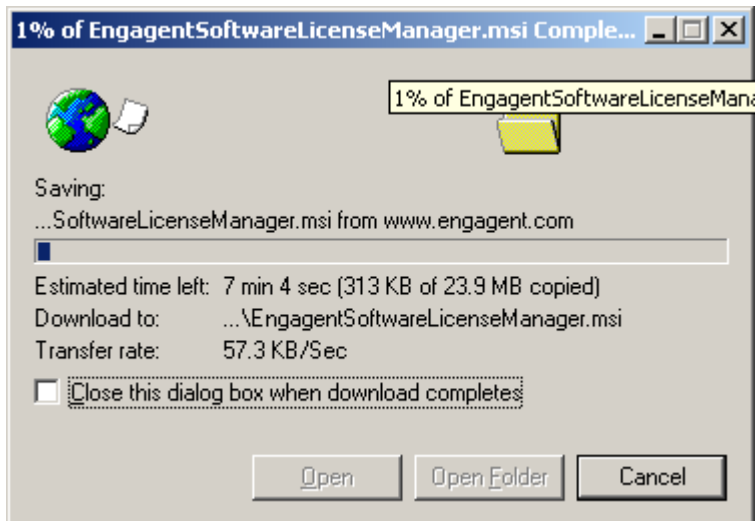 1% of EngagentSoftwareLicenseManager.msi Comple...
1% of EngagentSoftwareLicenseMana
Saving:
...SoftwareLicenseManager.msi from www.engagent.com
Estimated time left: 7 min 4 sec (313 KB of 23.9 MB copied)
Download to: ...\EngagentSoftwareLicenseManager.msi
Transfer rate: 57.3 KB/Sec
Close this dialog box when download completes
Open Open Folder Cancel